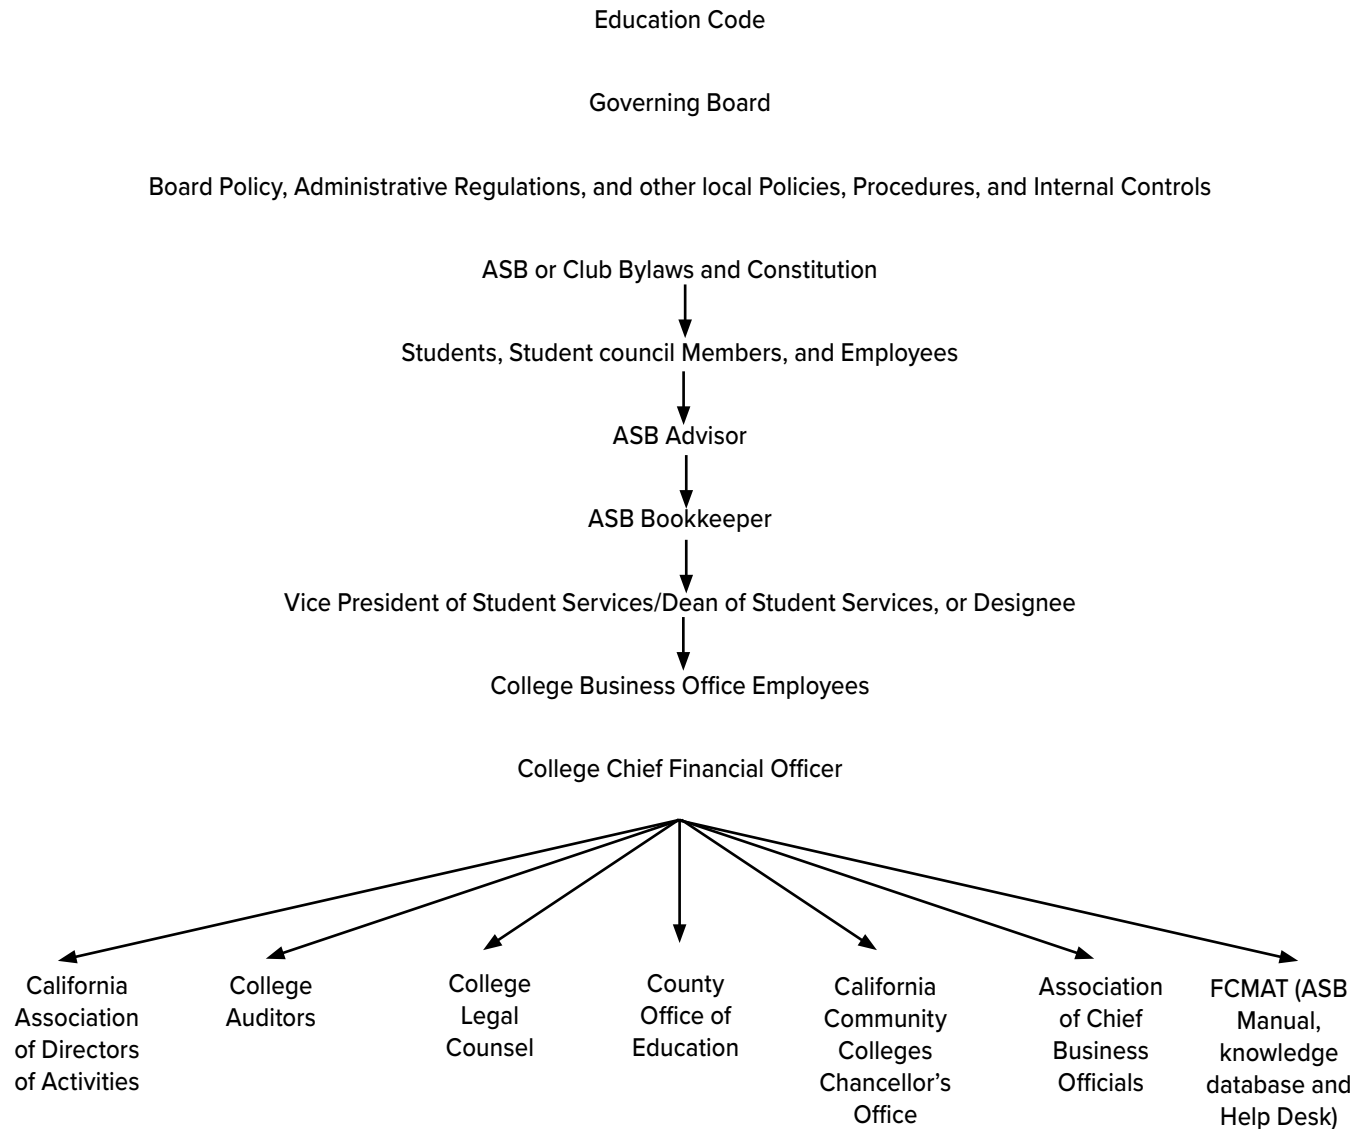 Education Code
Governing Board
Board Policy, Administrative Regulations, and other local Policies, Procedures, and Internal Controls
ASB or Club Bylaws and Constitution
Students, Student council Members, and Employees
ASB Advisor
ASB Bookkeeper
Vice President of Student Services/Dean of Student Services, or Designee
College Business Office Employees
College Chief Financial Officer
California
Association
of Directors
of Activities
College
Auditors
College
Legal
Counsel
County
Office of
Education
California
Community
Colleges
Chancellor’s
Office
Association
of Chief
Business
Officials
FCMAT (ASB
Manual,
knowledge
database and
Help Desk)